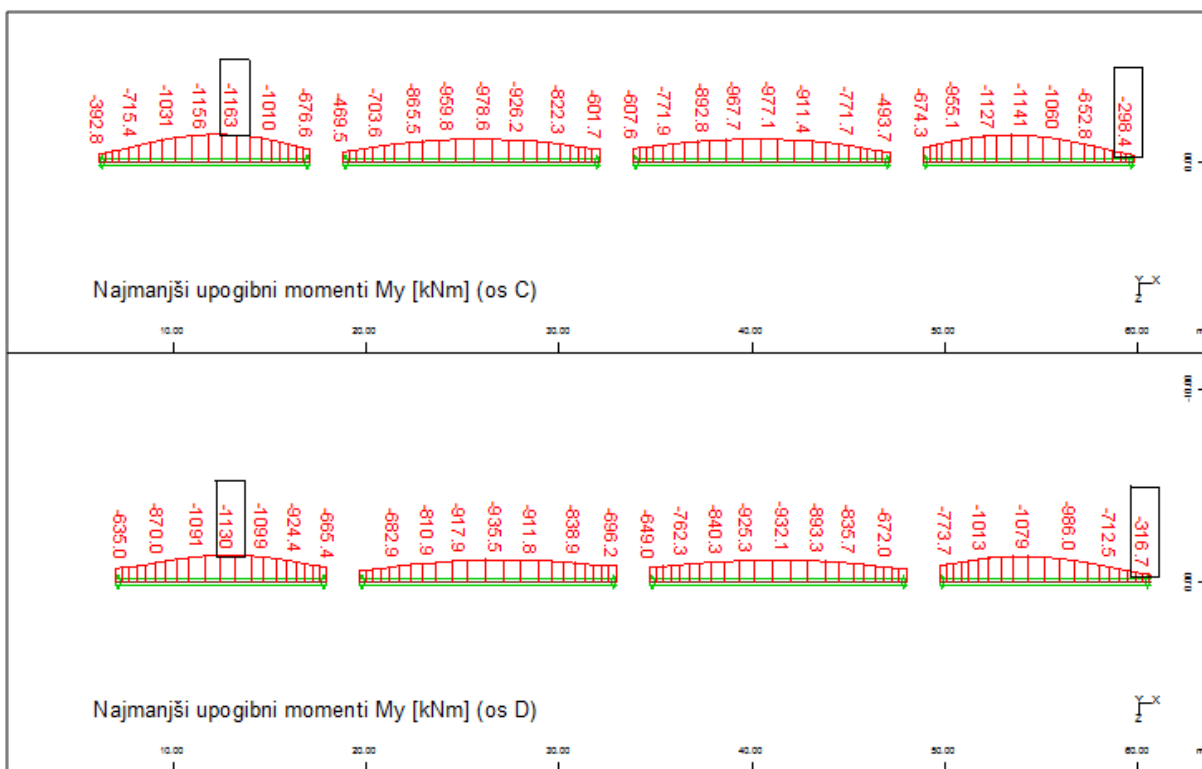 -392.8 -715.4 -1031 -1156 -1163 -1010 -676.6 -469.5 -703.6 -865.5 -959.8 -978.6 -926.2 -822.3 -601.7 -607.6 -771.9 -892.8 -967.7 -977.1 -911.4 -771.7 -493.7 -674.3 -955.1 -1127 -1141 -1060 -652.8 -298.4
Najmanjši upogibni momenti My [kNm] (os C)
Y X
Z
10.00 20.00 30.00 40.00 50.00 60.00 m
-635.0 -870.0 -1091 -1130 -1099 -924.4 -665.4 -682.9 -810.9 -917.9 -935.5 -911.8 -838.9 -696.2 -649.0 -762.3 -840.3 -925.3 -932.1 -893.3 -835.7 -672.0 -773.7 -1013 -1079 -986.0 -712.5 -316.7
Najmanjši upogibni momenti My [kNm] (os D)
Y X
Z
10.00 20.00 30.00 40.00 50.00 60.00 m